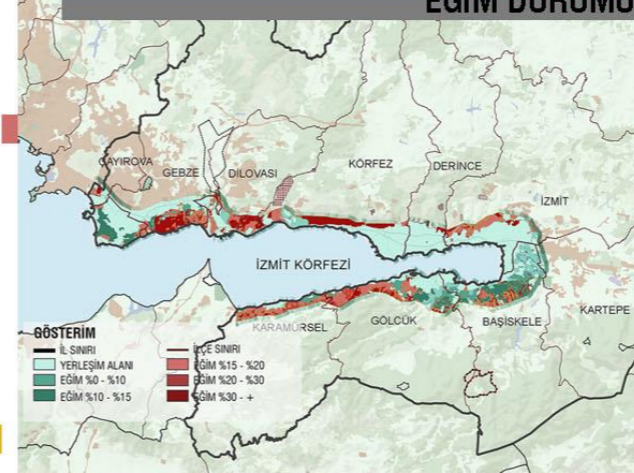 EĞİM DURUMU
ÇAYIROVA
GEBZE
DİLOVASI
KÖRFEZ
DERİNCE
İZMİT
İZMİT KÖRFEZİ
KARTEPE
KARAMÜRSEL
GÖLCÜK
BAŞİSKELE
GÖSTERİM
İL SINIRI
YERLEŞİM ALANI
EĞİM %0 - %10
EĞİM %10 - %15
İLÇE SINIRI
EĞİM %15 - %20
EĞİM %20 - %30
EĞİM %30 - +